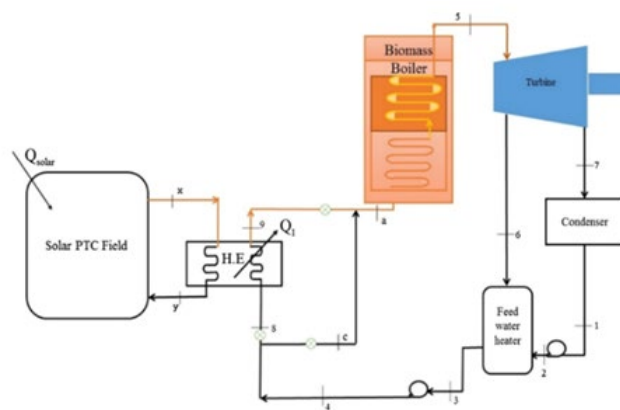 5
Biomass
Boiler
Turbine
Qsolar
x
7
9
Q1
a
Solar PTC Field
H.E
6
Condenser
y
8
c
Feed
water
heater
1
2
3
4